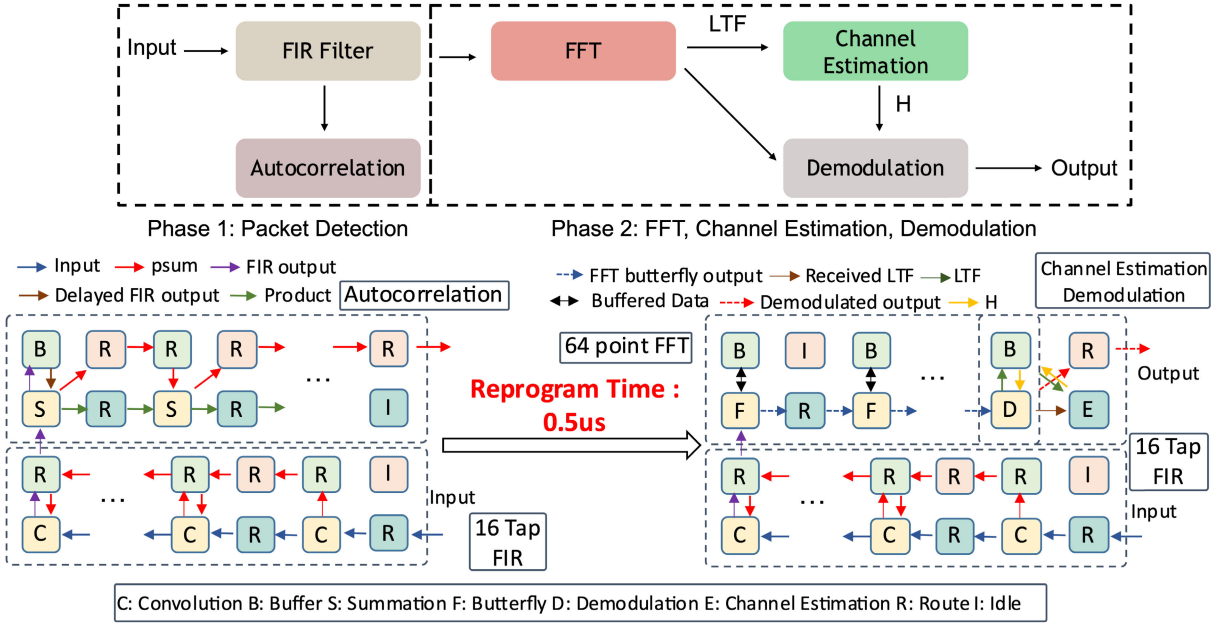 Input
FIR Filter
Autocorrelation
FFT
LTF
Channel
Estimation
H
Demodulation
Output
Phase 1: Packet Detection
Phase 2: FFT, Channel Estimation, Demodulation
Input psum FIR output
Delayed FIR output Product
Autocorrelation
B R R R ... R
S R S R I
R ... R R R I
C C R C R
Input
16 Tap
FIR
Reprogram Time :
0.5us
FFT butterfly output Received LTF LTF
Buffered Data Demodulated output H
Channel Estimation
Demodulation
64 point FFT
B I B ... B R
F R F D E
Output
R ... R R R I
C C R C R
16 Tap
FIR
Input
C: Convolution B: Buffer S: Summation F: Butterfly D: Demodulation E: Channel Estimation R: Route I: Idle